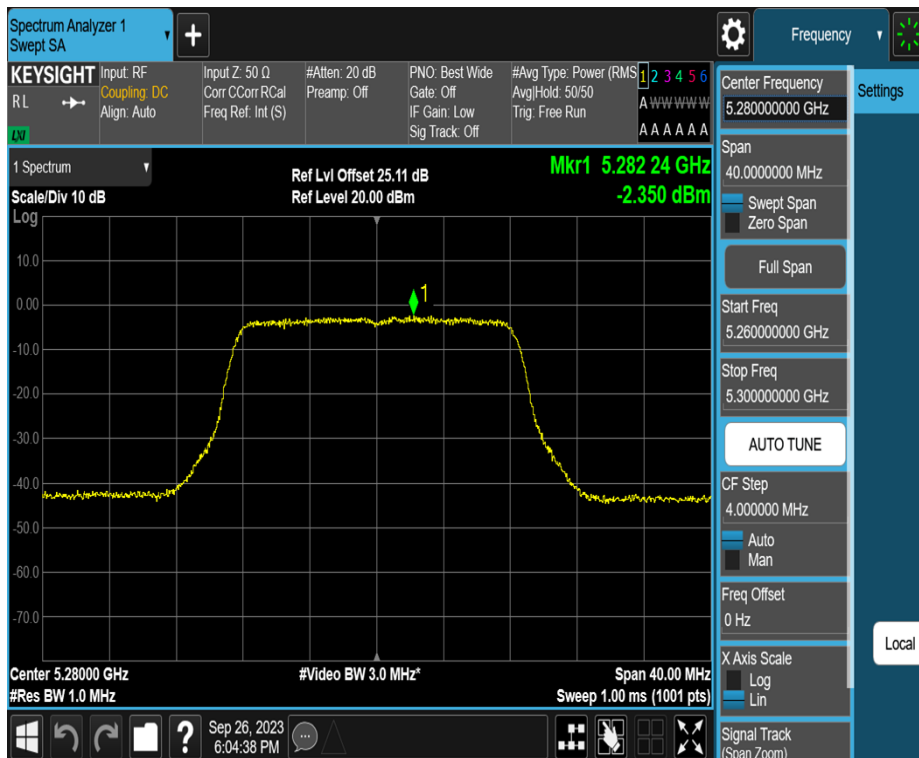 Spectrum Analyzer 1
Swept SA
+
Frequency
KEYSIGHT
R L
LXI
Input: RF
Coupling: DC
Align: Auto
Input Z: 50 Ω
Corr CCorr RCal
Freq Ref: Int (S)
#Atten: 20 dB
Preamp: Off
PNO: Best Wide
Gate: Off
IF Gain: Low
Sig Track: Off
#Avg Type: Power (RMS
Avg|Hold: 50/50
Trig: Free Run
1 2 3 4 5 6
A W W W W W
A A A A A A
1 Spectrum
Scale/Div 10 dB
Log
Ref Lvl Offset 25.11 dB
Ref Level 20.00 dBm
Mkr1 5.282 24 GHz
-2.350 dBm
1
10.0
0.00
-10.0
-20.0
-30.0
-40.0
-50.0
-60.0
-70.0
Center 5.28000 GHz
#Res BW 1.0 MHz
#Video BW 3.0 MHz*
Span 40.00 MHz
Sweep 1.00 ms (1001 pts)
Center Frequency
5.280000000 GHz
Span
40.0000000 MHz
Swept Span
Zero Span
Full Span
Start Freq
5.260000000 GHz
Stop Freq
5.300000000 GHz
AUTO TUNE
CF Step
4.000000 MHz
Auto
Man
Freq Offset
0 Hz
X Axis Scale
Log
Lin
Signal Track
(Span Zoom)
Settings
Local
?
Sep 26, 2023
6:04:38 PM